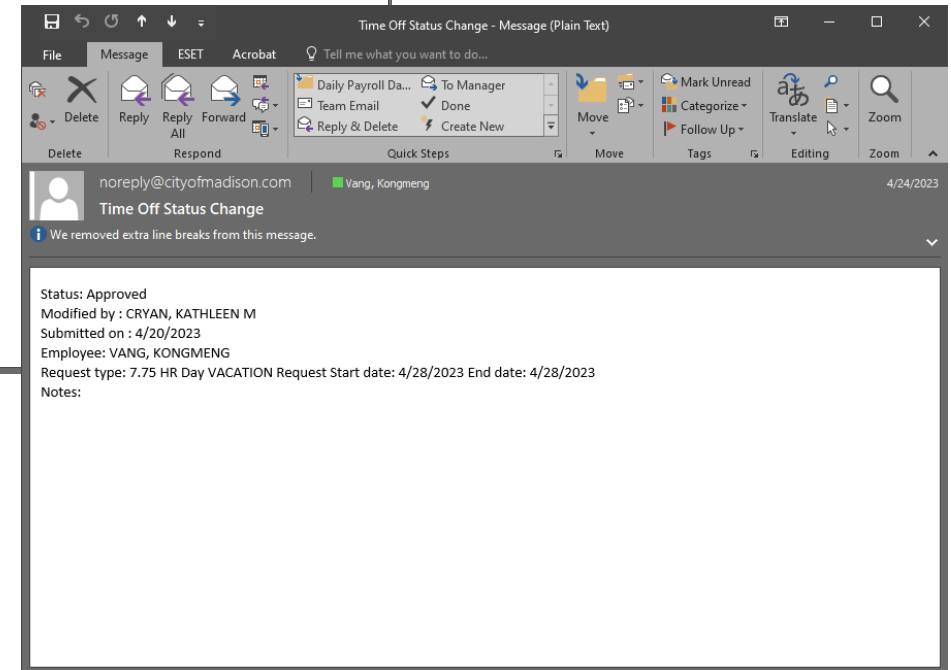 Time Off Status Change - Message (Plain Text)
File Message ESET Acrobat Tell me what you want to do...
Delete
Reply
Reply All
Forward
Daily Payroll Da...
To Manager
Team Email
Done
Reply & Delete
Create New
Move
Mark Unread
Categorize
Follow Up
Translate
Zoom
Delete Respond Quick Steps Move Tags Editing Zoom
noreply@cityofmadison.com Vang, Kongmeng 4/24/2023
Time Off Status Change
We removed extra line breaks from this message.
Status: Approved
Modified by : CRYAN, KATHLEEN M
Submitted on : 4/20/2023
Employee: VANG, KONGMENG
Request type: 7.75 HR Day VACATION Request Start date: 4/28/2023 End date: 4/28/2023
Notes: